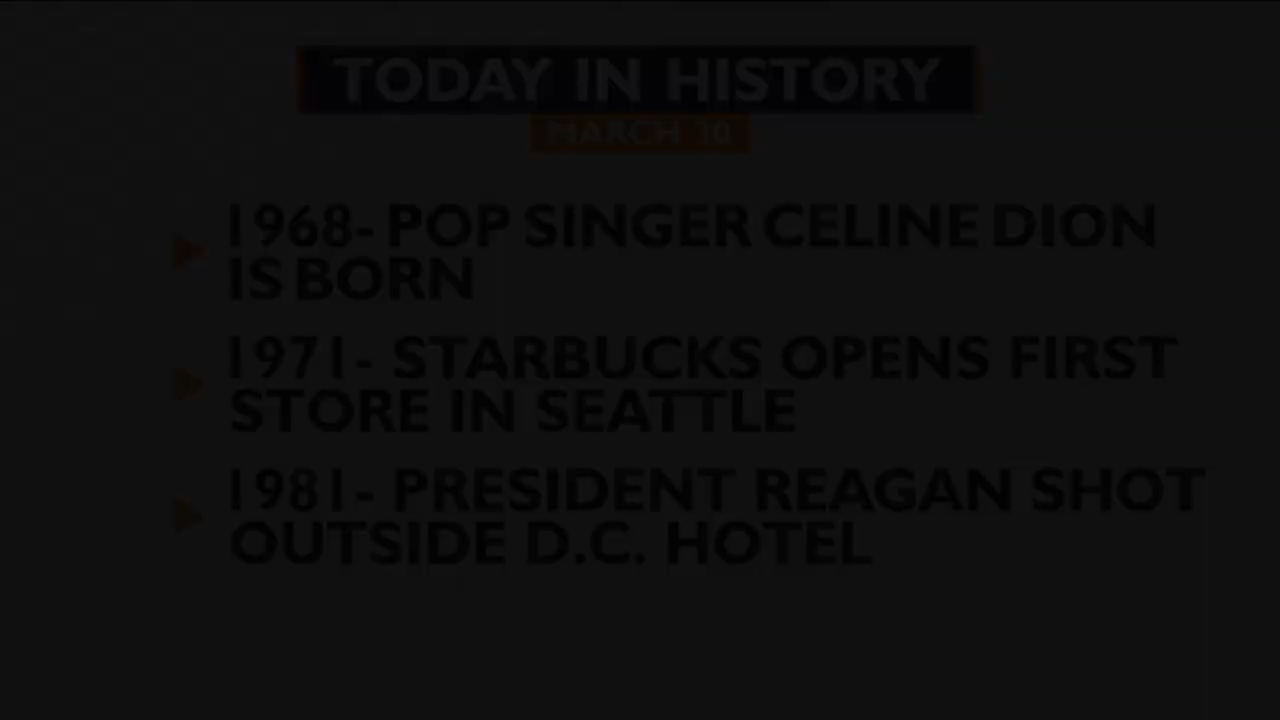 TODAY IN HISTORY
MARCH 30
1968- POP SINGER CELINE DION
IS BORN
1971- STARBUCKS OPENS FIRST
STORE IN SEATTLE
1981- PRESIDENT REAGAN SHOT
OUTSIDE D.C. HOTEL